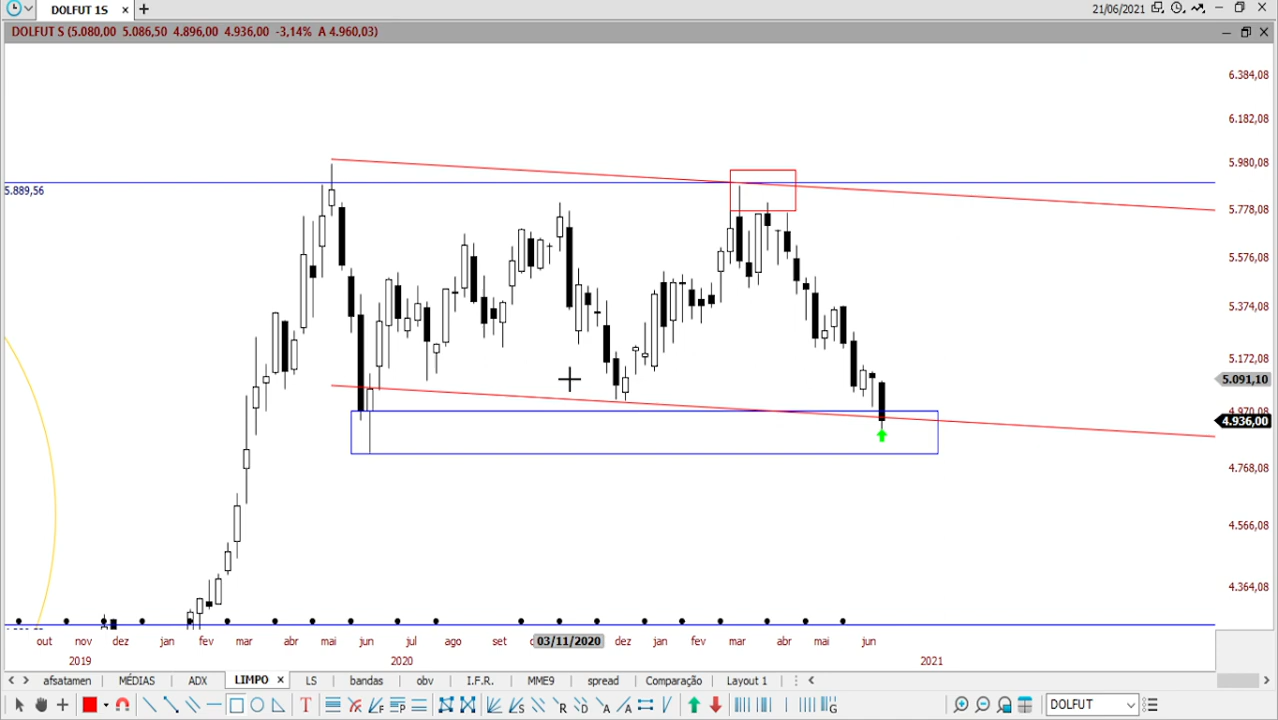 DOLFUT 1S × + 21/06/2021
DOLFUT S (5.080,00 5.086,50 4.896,00 4.936,00 -3,14% A 4.960,03)
6.384,08
6.182,08
5.980,08
5.889,56
5.778,08
5.576,08
5.374,08
5.172,08
5.091,10
4.970,08
4.936,00
4.768,08
4.566,08
4.364,08
out nov dez jan fev mar abr mai jun jul ago set 03/11/2020 dez jan fev mar abr mai jun
2019 2020 2021
afsatamen MÉDIAS ADX LIMPO × LS bandas obv I.F.R. MME9 spread Comparação Layout 1
DOLFUT